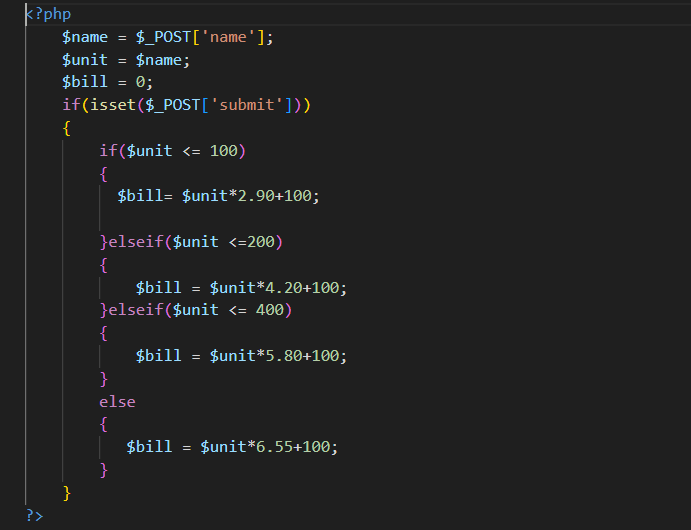 <?php
$name = $_POST['name'];
$unit = $name;
$bill = 0;
if(isset($_POST['submit']))
{
if($unit <= 100)
{
$bill= $unit*2.90+100;
}elseif($unit <=200)
{
$bill = $unit*4.20+100;
}elseif($unit <= 400)
{
$bill = $unit*5.80+100;
}
else
{
$bill = $unit*6.55+100;
}
}
?>